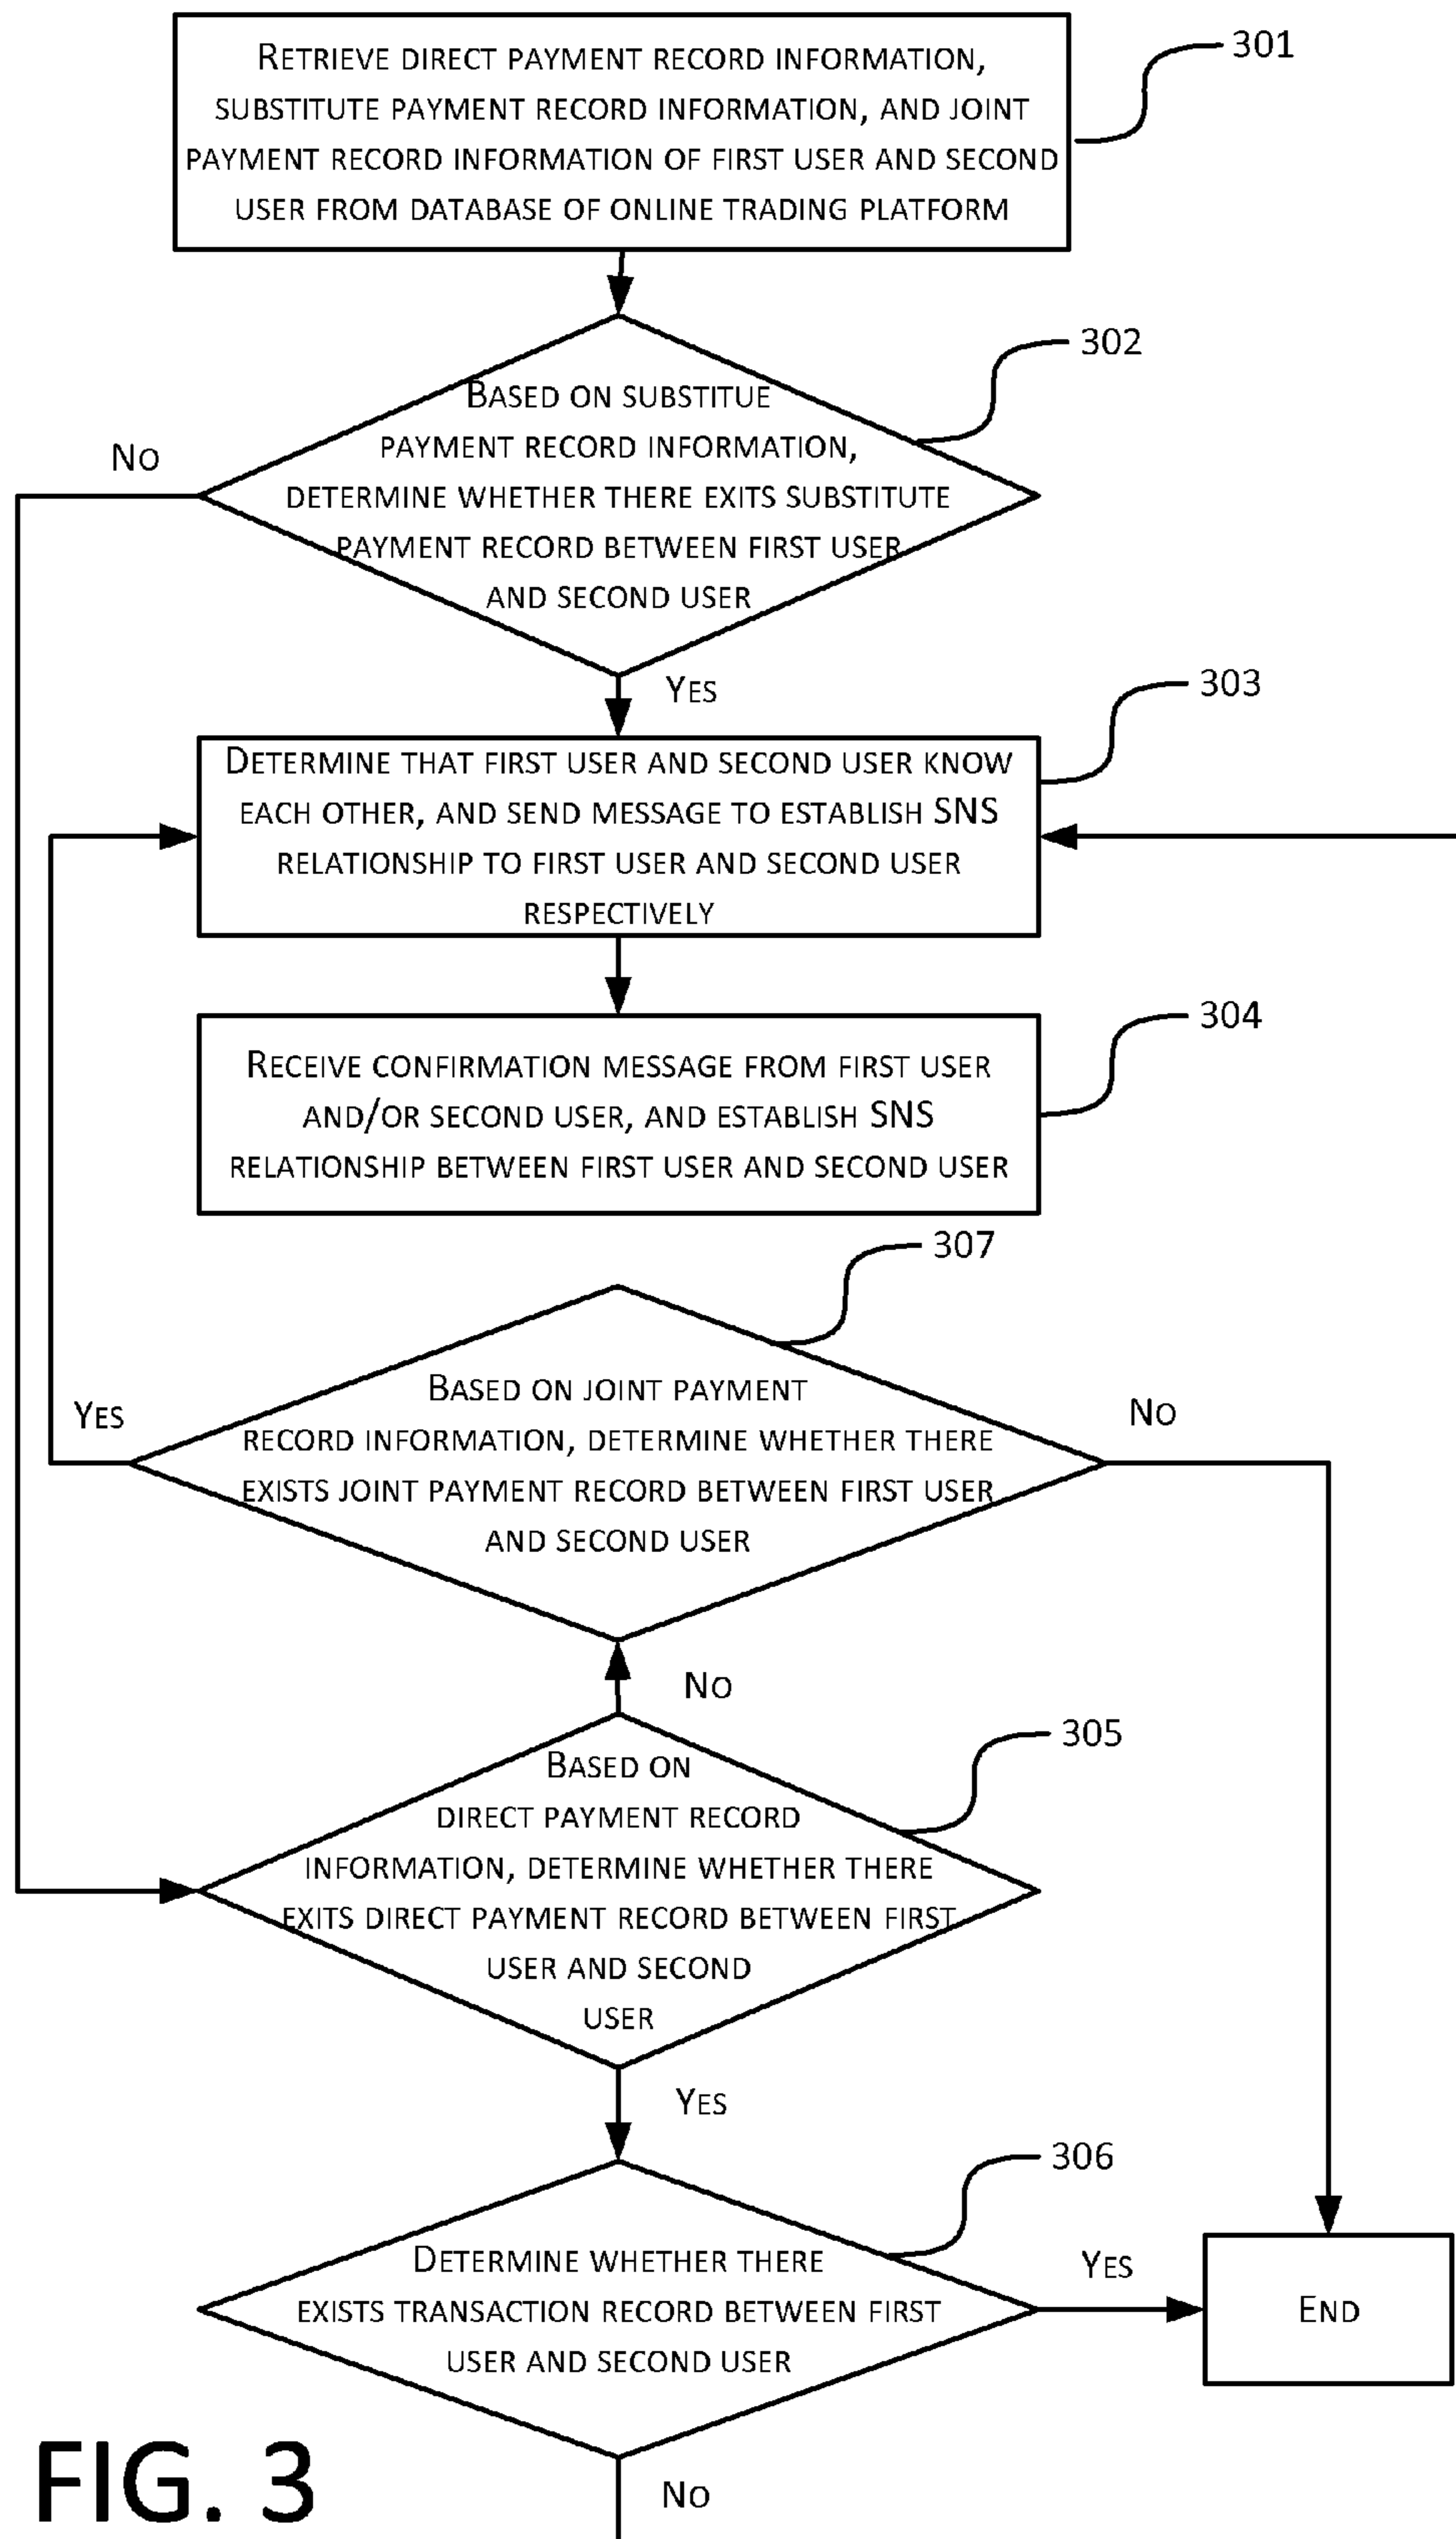 RETRIEVE DIRECT PAYMENT RECORD INFORMATION,
SUBSTITUTE PAYMENT RECORD INFORMATION, AND JOINT
PAYMENT RECORD INFORMATION OF FIRST USER AND SECOND
USER FROM DATABASE OF ONLINE TRADING PLATFORM
301
302
BASED ON SUBSTITUE
PAYMENT RECORD INFORMATION,
DETERMINE WHETHER THERE EXITS SUBSTITUTE
PAYMENT RECORD BETWEEN FIRST USER
AND SECOND USER
NO
YES
303
DETERMINE THAT FIRST USER AND SECOND USER KNOW
EACH OTHER, AND SEND MESSAGE TO ESTABLISH SNS
RELATIONSHIP TO FIRST USER AND SECOND USER
RESPECTIVELY
304
RECEIVE CONFIRMATION MESSAGE FROM FIRST USER
AND/OR SECOND USER, AND ESTABLISH SNS
RELATIONSHIP BETWEEN FIRST USER AND SECOND USER
307
BASED ON JOINT PAYMENT
RECORD INFORMATION, DETERMINE WHETHER THERE
EXISTS JOINT PAYMENT RECORD BETWEEN FIRST USER
AND SECOND USER
YES
NO
NO
305
BASED ON
DIRECT PAYMENT RECORD
INFORMATION, DETERMINE WHETHER THERE
EXITS DIRECT PAYMENT RECORD BETWEEN FIRST
USER AND SECOND
USER
YES
306
DETERMINE WHETHER THERE
EXISTS TRANSACTION RECORD BETWEEN FIRST
USER AND SECOND USER
YES
END
NO
FIG. 3